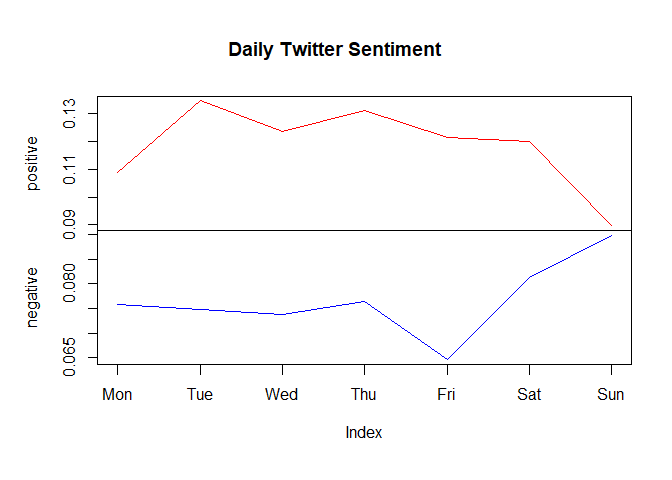 Daily Twitter Sentiment
positive
0.13
0.11
0.09
negative
0.080
0.065
Mon Tue Wed Thu Fri Sat Sun
Index